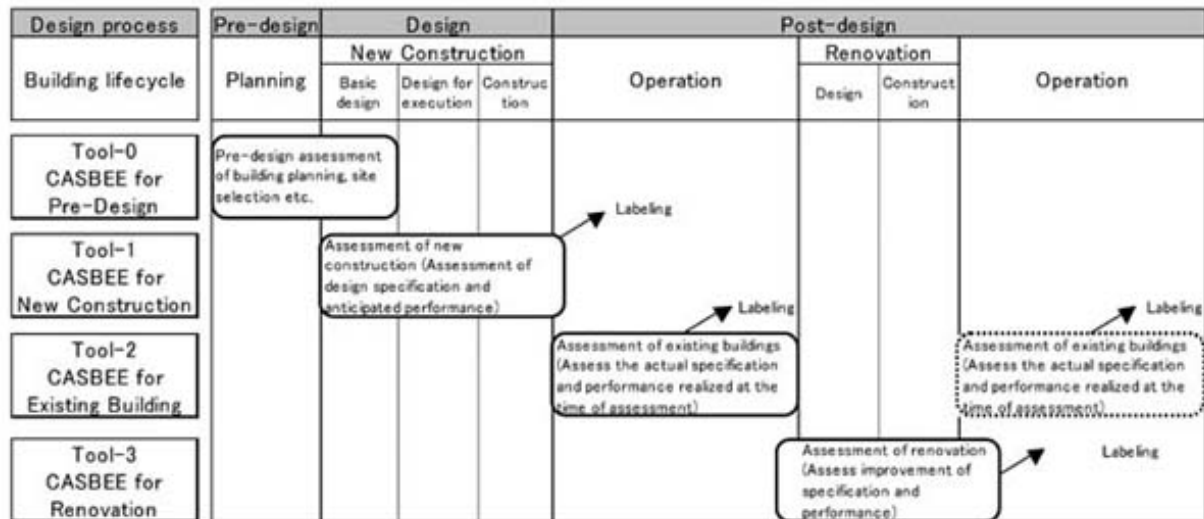 Design process
Pre-design
Design
Post-design
Building lifecycle
Planning
New Construction
Basic
design
Design for
execution
Construc
tion
Operation
Renovation
Design
Construct
ion
Operation
Tool-0
CASBEE for
Pre-Design
Pre-design assessment
of building planning, site
selection etc.
Labeling
Tool-1
CASBEE for
New Construction
Assessment of new
construction (Assessment of
design specification and
anticipated performance)
Labeling
Labeling
Tool-2
CASBEE for
Existing Building
Assessment of existing buildings
(Assess the actual specification
and performance realized at the
time of assessment)
Assessment of existing buildings
(Assess the actual specification
and performance realized at the
time of assessment)
Tool-3
CASBEE for
Renovation
Assessment of renovation
(Assess improvement of
specification and
performance)
Labeling